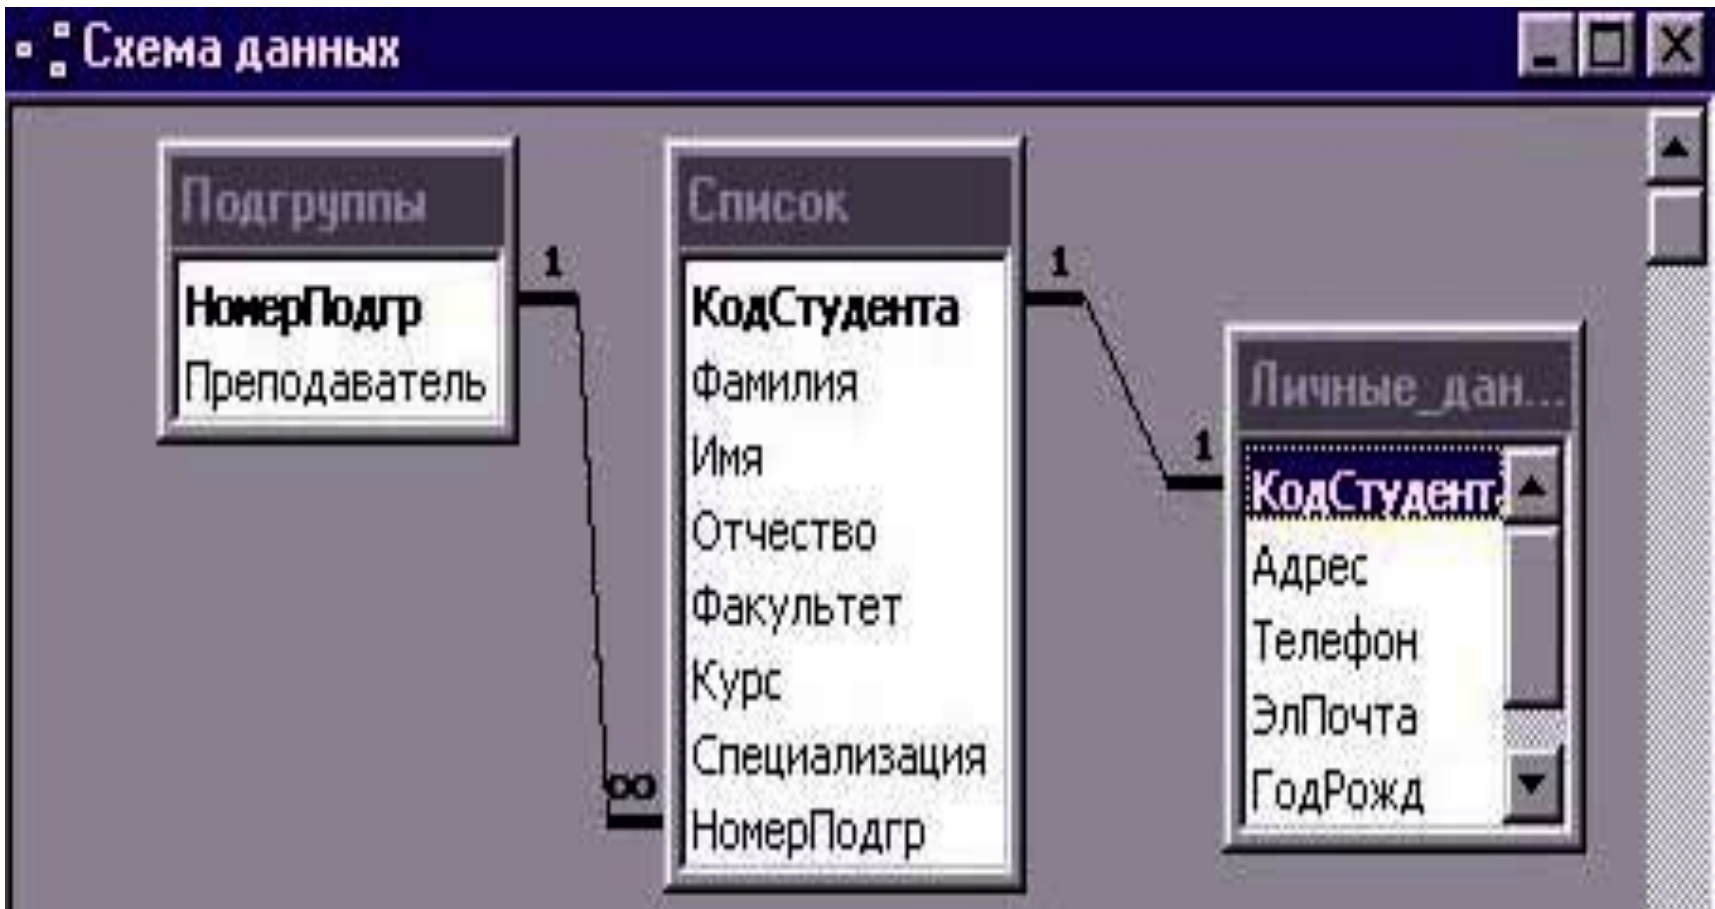 Схема данных
Подгруппы
НомерПодгр
Преподаватель
1
∞
Список
КодСтудента
Фамилия
Имя
Отчество
Факультет
Курс
Специализация
НомерПодгр
1
1
Личные_дан...
КодСтудент
Адрес
Телефон
ЭлПочта
ГодРожд